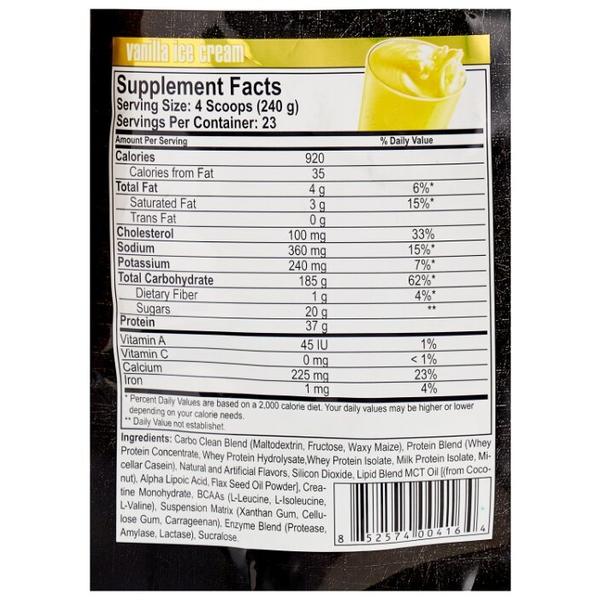 vanilla ice cream
Supplement Facts
Serving Size: 4 Scoops (240 g)
Servings Per Container: 23
Amount Per Serving % Daily Value
Calories 920
Calories from Fat 35
Total Fat 4 g 6%*
Saturated Fat 3 g 15%*
Trans Fat 0 g
Cholesterol 100 mg 33%
Sodium 360 mg 15%*
Potassium 240 mg 7%*
Total Carbohydrate 185 g 62%*
Dietary Fiber 1 g 4%*
Sugars 20 g **
Protein 37 g
Vitamin A 45 IU 1%
Vitamin C 0 mg < 1%
Calcium 225 mg 23%
Iron 1 mg 4%
* Percent Daily Values are based on a 2,000 calorie diet. Your daily values may be higher or lower
depending on your calorie needs.
** Daily Value not establishet.
Ingredients: Carbo Clean Blend (Maltodextrin, Fructose, Waxy Maize), Protein Blend (Whey
Protein Concentrate, Whey Protein Hydrolysate,Whey Protein Isolate, Milk Protein Isolate, Mi-
cellar Casein), Natural and Artificial Flavors, Silicon Dioxide, Lipid Blend MCT Oil [(from Coco-
nut), Alpha Lipoic Acid, Flax Seed Oil Powder], Crea-
tine Monohydrate, BCAAs (L-Leucine, L-Isoleucine,
L-Valine), Suspension Matrix (Xanthan Gum, Cellu-
lose Gum, Carrageenan), Enzyme Blend (Protease,
Amylase, Lactase), Sucralose.
8 52574 00416 4